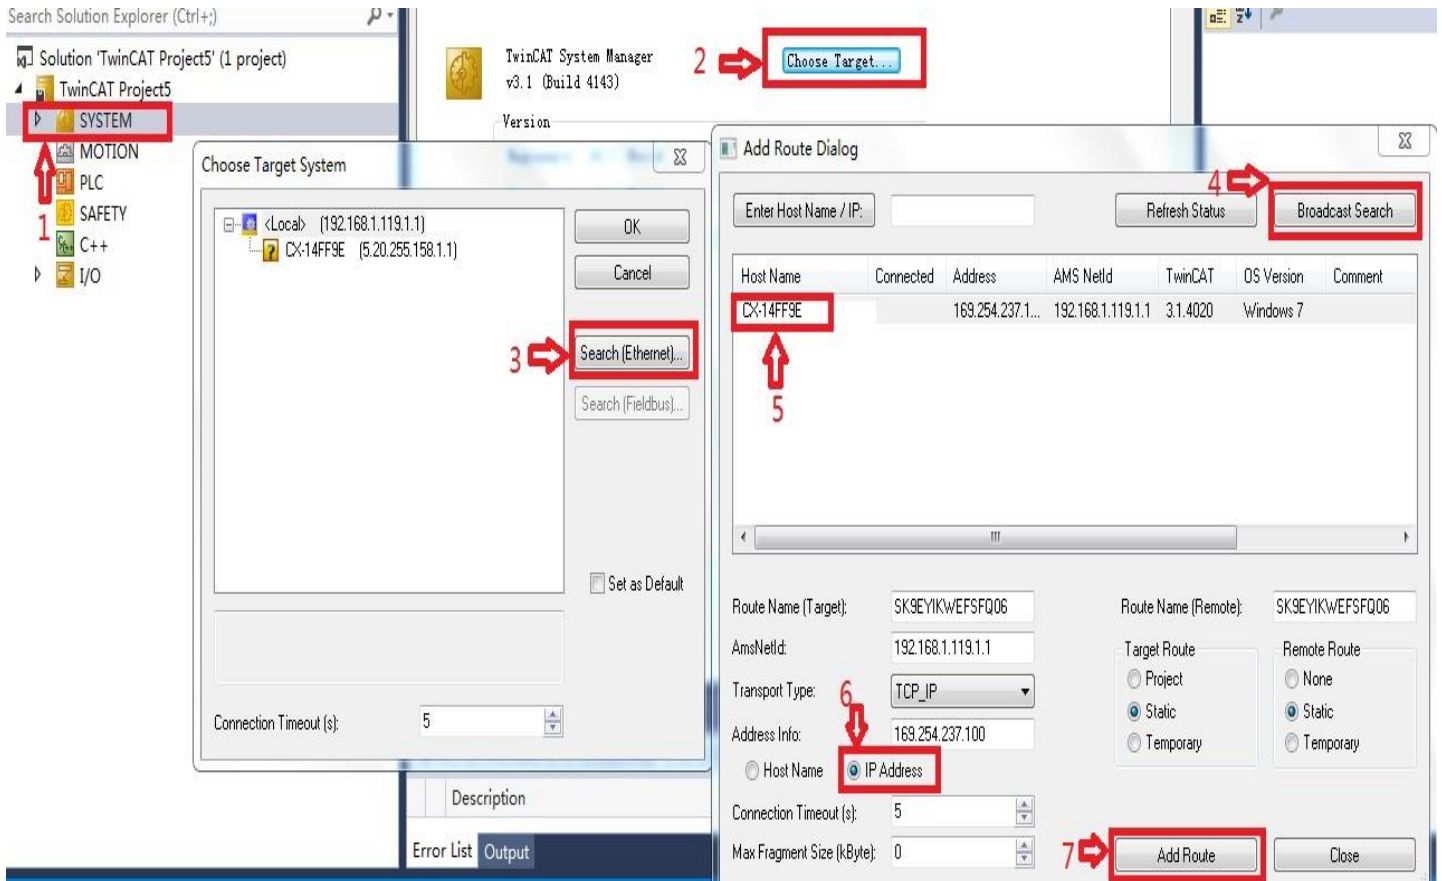 Search Solution Explorer (Ctrl+;)
Solution 'TwinCAT Project5' (1 project)
TwinCAT Project5
SYSTEM
MOTION
PLC
SAFETY
C++
I/O
1
TwinCAT System Manager
v3.1 (Build 4143)
2
Choose Target...
Version
Choose Target System
<Local> (192.168.1.119.1.1)
CX-14FF9E (5.20.255.158.1.1)
OK
Cancel
3
Search (Ethernet)...
Search (Fieldbus)...
Set as Default
Connection Timeout (s): 5
Description
Error List Output
Add Route Dialog
4
Enter Host Name / IP: Refresh Status Broadcast Search
Host Name Connected Address AMS NetId TwinCAT OS Version Comment
CX-14FF9E 169.254.237.1... 192.168.1.119.1.1 3.1.4020 Windows 7
5
Route Name (Target): SK9EYIKWEFSFQ06 Route Name (Remote): SK9EYIKWEFSFQ06
AmsNetId: 192.168.1.119.1.1
Transport Type: TCP_IP
Address Info: 169.254.237.100
6
Host Name IP Address
Target Route
Project
Static
Temporary
Remote Route
None
Static
Temporary
Connection Timeout (s): 5
Max Fragment Size (kByte): 0
7
Add Route Close